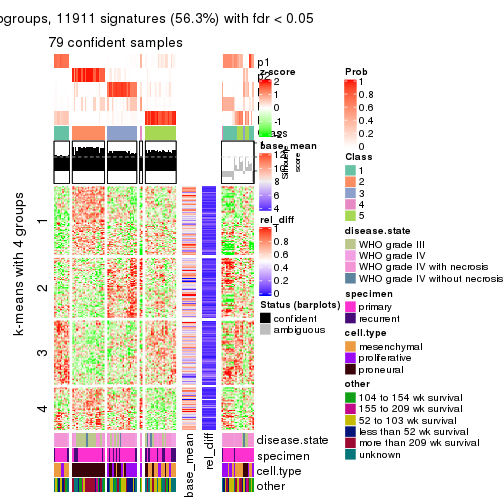 ogroups, 11911 signatures (56.3%) with fdr < 0.05
79 confident samples
p1
p2
z-score
2
1
0
-1
-2
base_mean
12
6
4
rel_diff
1
0.8
0.6
0.4
0.2
0
Status (barplots)
confident
ambiguous
Silhouette
score
Prob
1
0.8
0.6
0.4
0.2
0
Class
1
2
3
4
5
disease.state
WHO grade III
WHO grade IV
WHO grade IV with necrosis
WHO grade IV without necrosis
specimen
primary
recurrent
cell.type
mesenchymal
proliferative
proneural
other
104 to 154 wk survival
155 to 209 wk survival
52 to 103 wk survival
less than 52 wk survival
more than 209 wk survival
unknown
k-means with 4 groups
1
2
3
4
base_mean
rel_diff
disease.state
specimen
cell.type
other